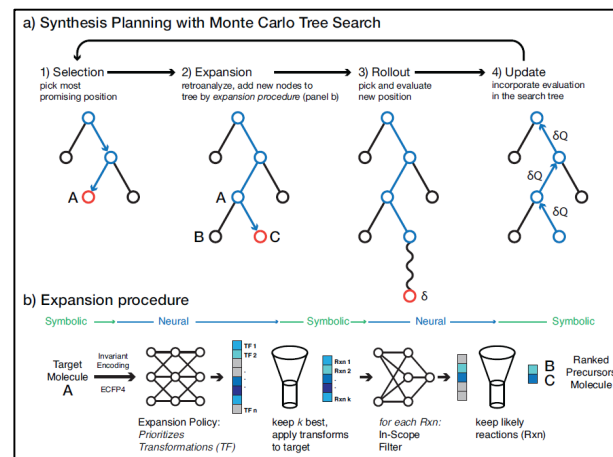 a) Synthesis Planning with Monte Carlo Tree Search
1) Selection
pick most
promising position
2) Expansion
retroanalyze, add new nodes to
tree by expansion procedure (panel b)
3) Rollout
pick and evaluate
new position
4) Update
incorporate evaluation
in the search tree
A
A
B
C
δ
δQ
δQ
δQ
b) Expansion procedure
Symbolic
Neural
Symbolic
Neural
Symbolic
Target
Molecule
A
Invariant
Encoding
ECFP4
Expansion Policy:
Prioritizes
Transformations (TF)
TF 1
TF 2
.
.
.
TF n
keep k best,
apply transforms
to target
Rxn 1
Rxn 2
.
.
.
Rxn k
for each Rxn:
In-Scope
Filter
keep likely
reactions (Rxn)
B
C
Ranked
Precursors
Molecule